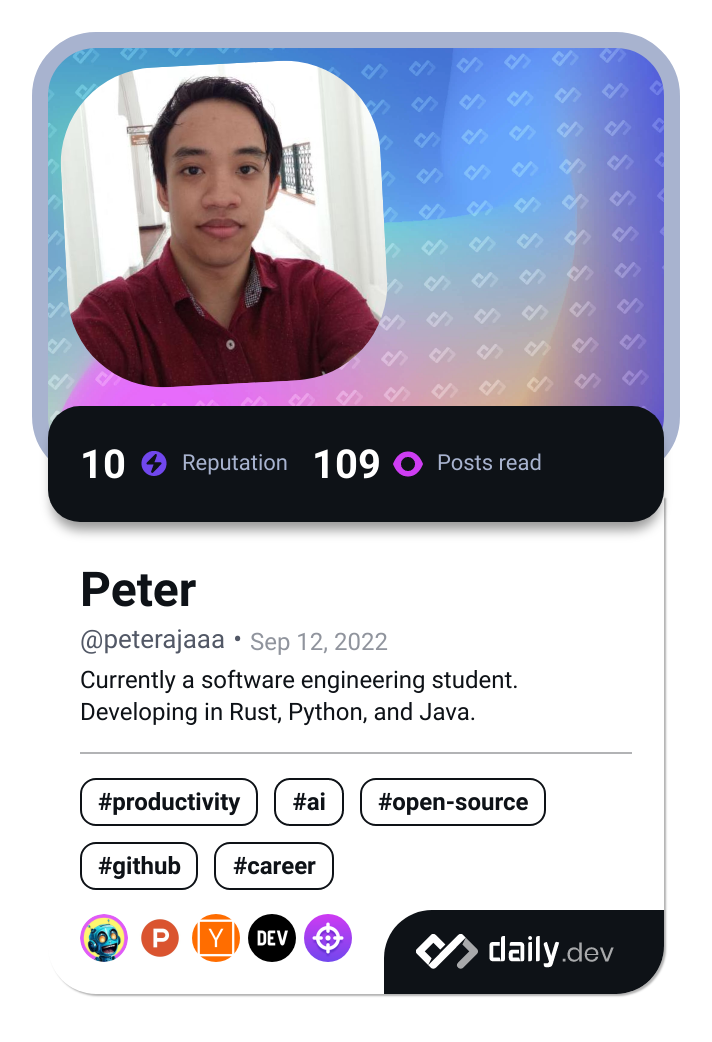 10 Reputation 109 Posts read
Peter
@peterajaaa • Sep 12, 2022
Currently a software engineering student.
Developing in Rust, Python, and Java.
#productivity #ai #open-source
#github #career
P Y DEV
daily.dev